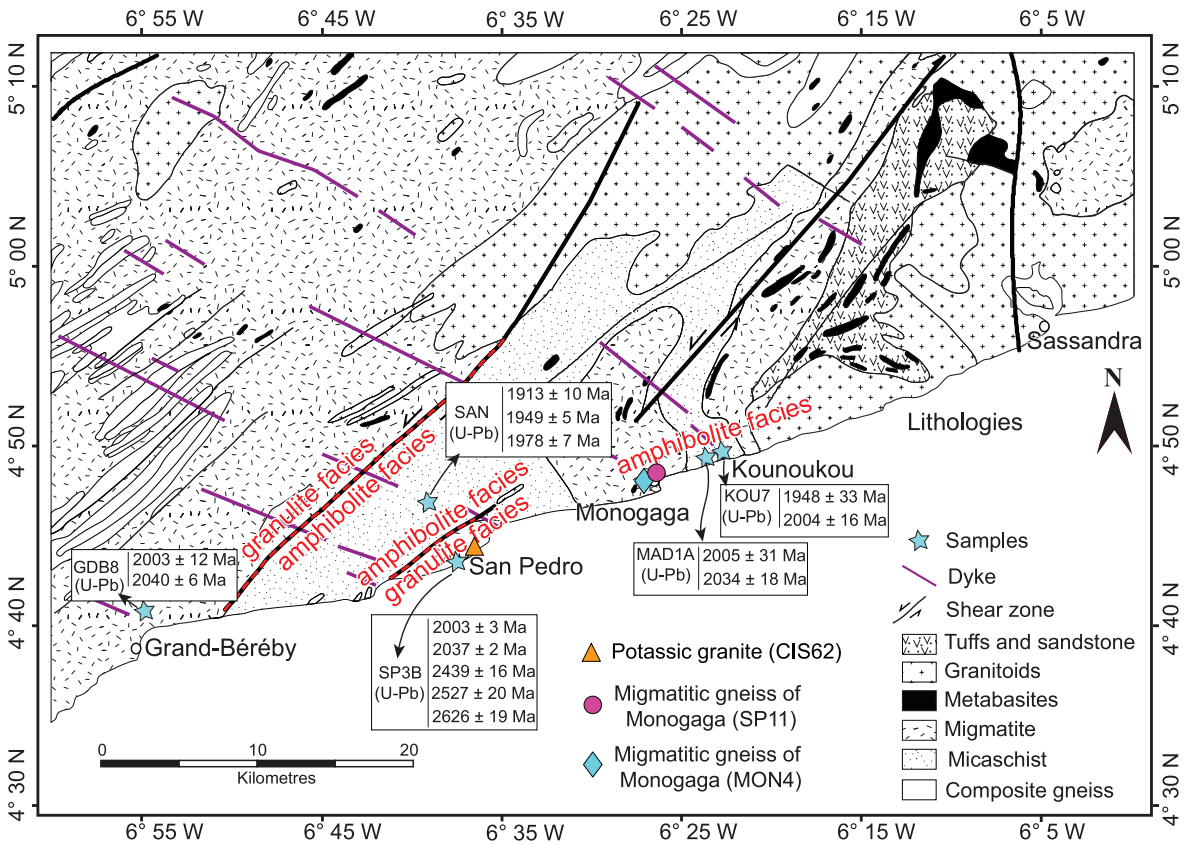 6° 55 W
6° 45 W
6° 35 W
6° 25 W
6° 15 W
6° 5 W
5° 10 N
5° 00 N
4° 50 N
4° 40 N
4° 30 N
5° 10 N
5° 00 N
4° 50 N
4° 40 N
4° 30 N
Sassandra
N
Lithologies
SAN
(U-Pb)
1913 ± 10 Ma
1949 ± 5 Ma
1978 ± 7 Ma
granulite facies
amphibolite facies
amphibolite facies
granulite facies
amphibolite facies
Kounoukou
KOU7
(U-Pb)
1948 ± 33 Ma
2004 ± 16 Ma
Monogaga
MAD1A
(U-Pb)
2005 ± 31 Ma
2034 ± 18 Ma
San Pedro
GDB8
(U-Pb)
2003 ± 12 Ma
2040 ± 6 Ma
Grand-Béréby
SP3B
(U-Pb)
2003 ± 3 Ma
2037 ± 2 Ma
2439 ± 16 Ma
2527 ± 20 Ma
2626 ± 19 Ma
Potassic granite (CIS62)
Migmatitic gneiss of
Monogaga (SP11)
Migmatitic gneiss of
Monogaga (MON4)
Samples
Dyke
Shear zone
Tuffs and sandstone
Granitoids
Metabasites
Migmatite
Micaschist
Composite gneiss
0
10
20
Kilometres
6° 55 W
6° 45 W
6° 35 W
6° 25 W
6° 15 W
6° 5 W